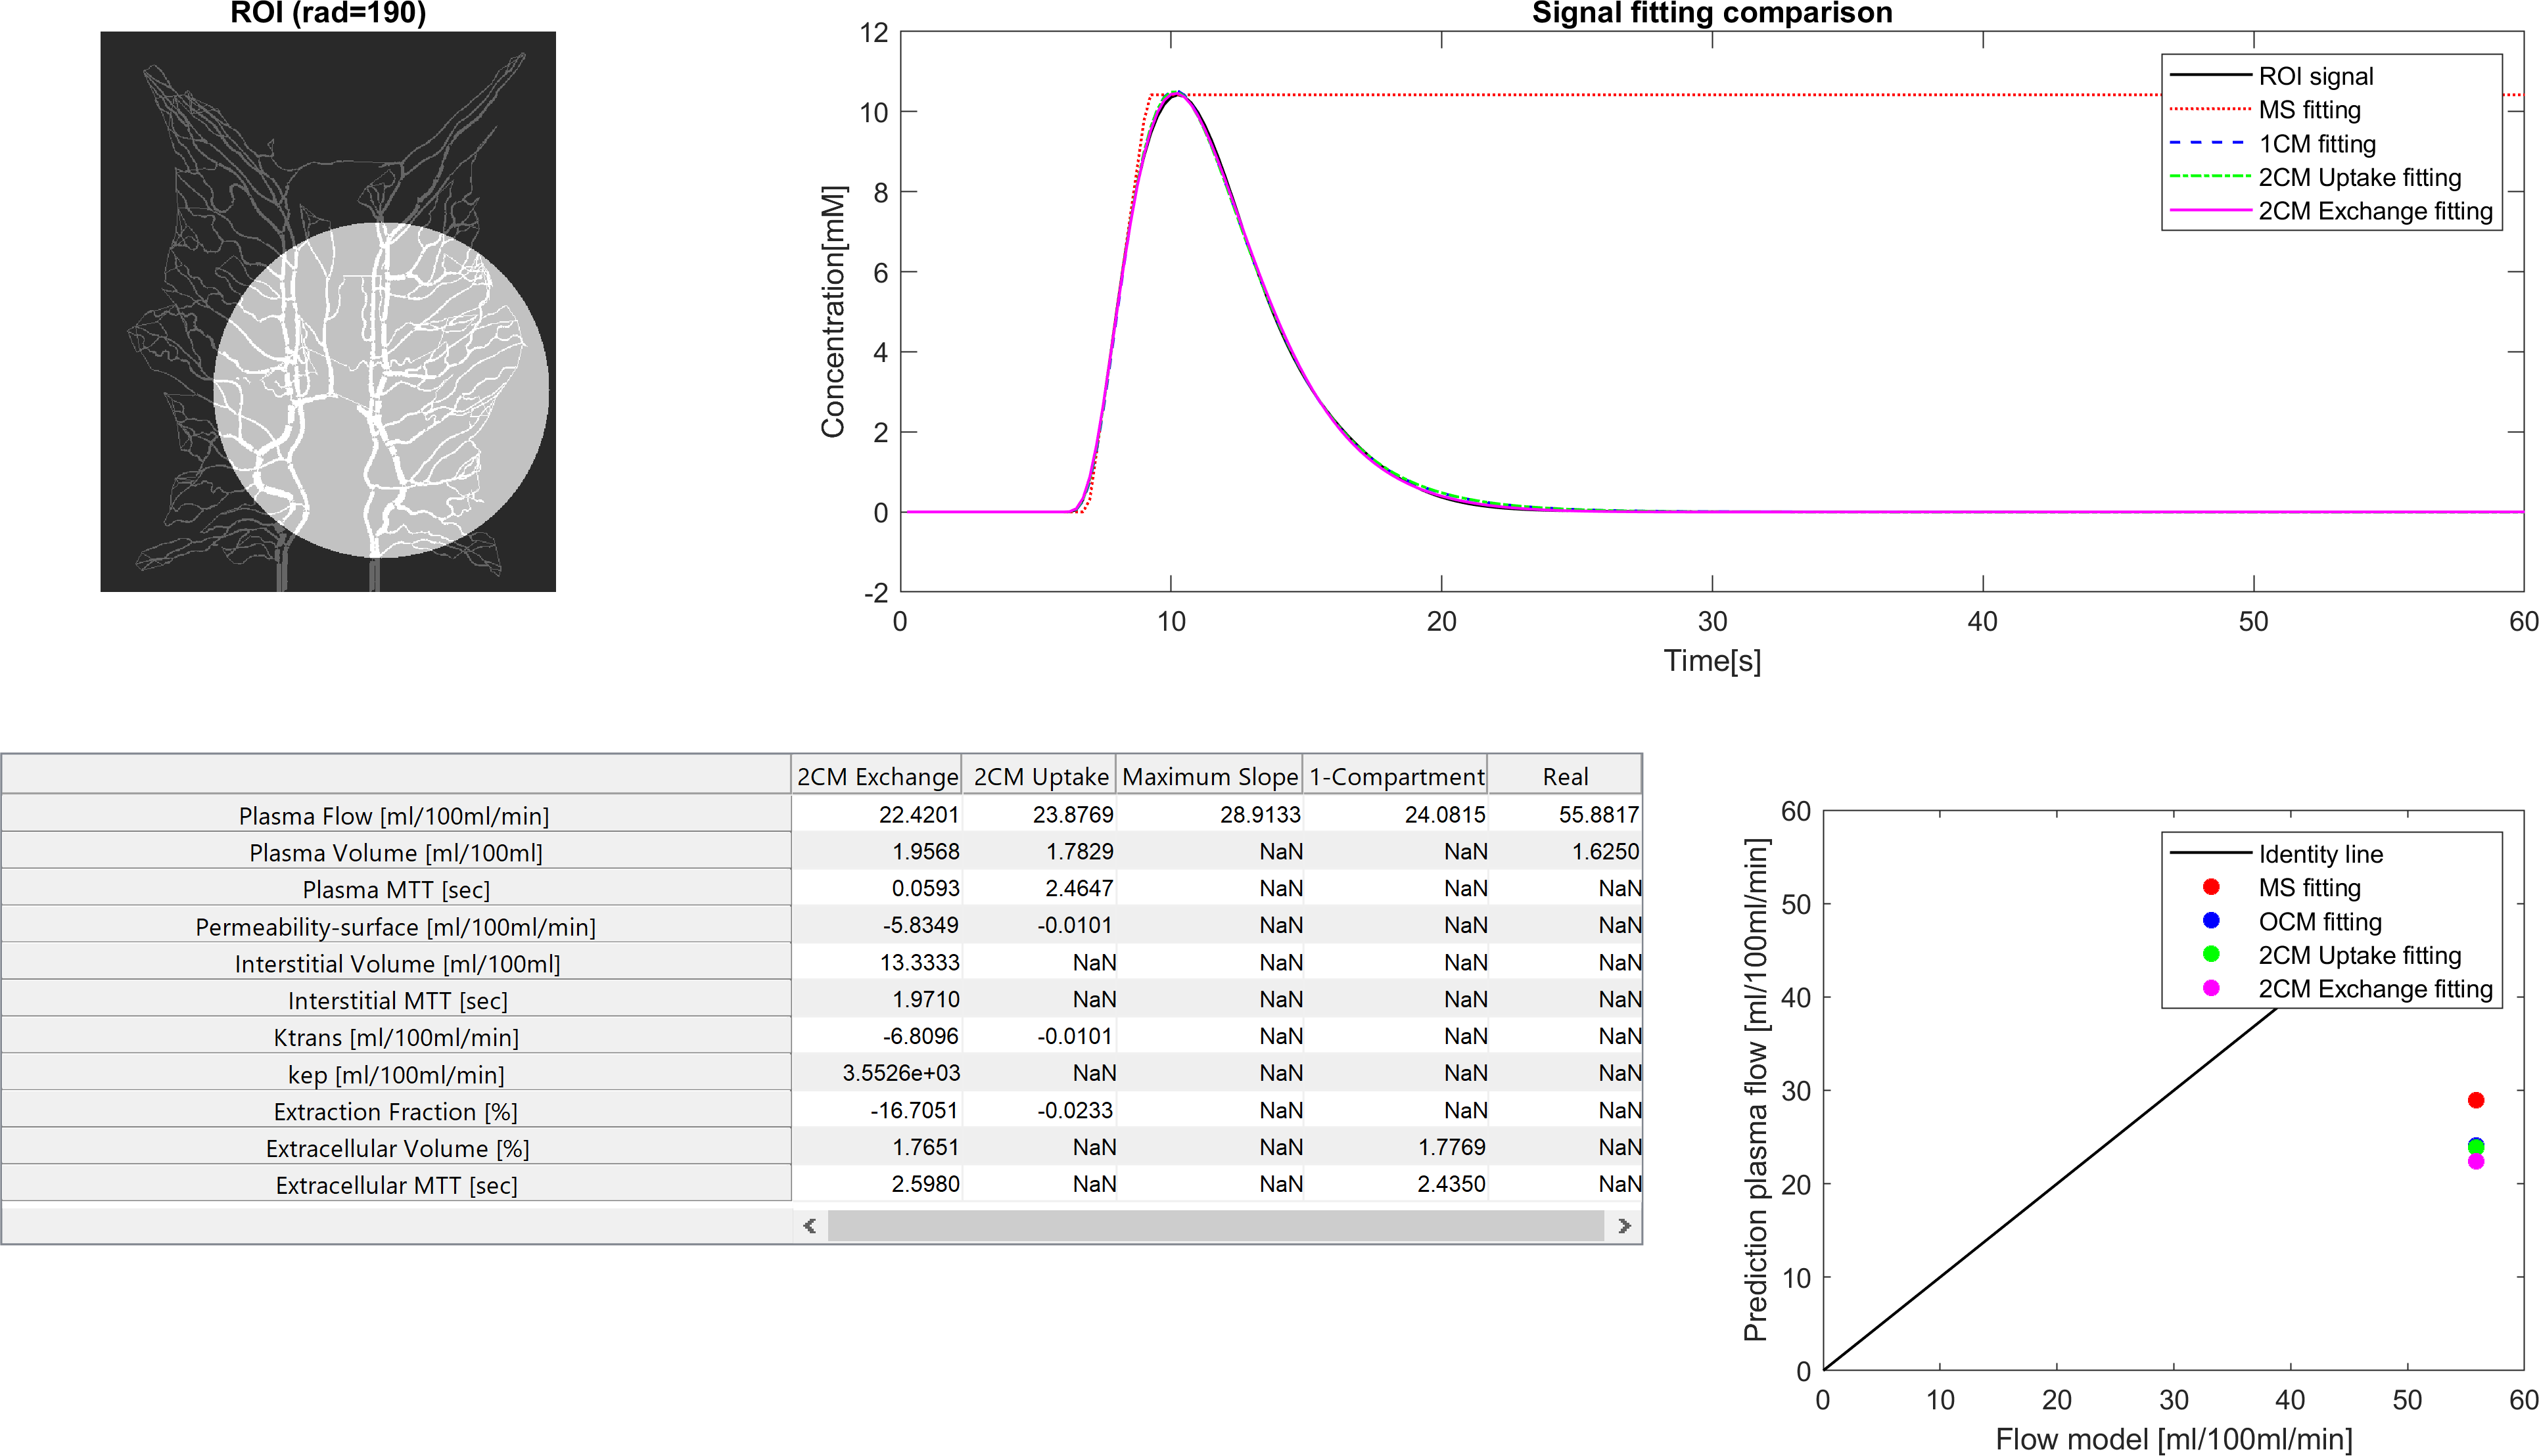 ROI (rad=190)
Signal fitting comparison
12
10
8
6
4
2
0
-2
Concentration[mM]
0 10 20 30 40 50 60
Time[s]
ROI signal
MS fitting
1CM fitting
2CM Uptake fitting
2CM Exchange fitting
2CM Exchange 2CM Uptake Maximum Slope 1-Compartment Real
Plasma Flow [ml/100ml/min] 22.4201 23.8769 28.9133 24.0815 55.8817
Plasma Volume [ml/100ml] 1.9568 1.7829 NaN NaN 1.6250
Plasma MTT [sec] 0.0593 2.4647 NaN NaN NaN
Permeability-surface [ml/100ml/min] -5.8349 -0.0101 NaN NaN NaN
Interstitial Volume [ml/100ml] 13.3333 NaN NaN NaN NaN
Interstitial MTT [sec] 1.9710 NaN NaN NaN NaN
Ktrans [ml/100ml/min] -6.8096 -0.0101 NaN NaN NaN
kep [ml/100ml/min] 3.5526e+03 NaN NaN NaN NaN
Extraction Fraction [%] -16.7051 -0.0233 NaN NaN NaN
Extracellular Volume [%] 1.7651 NaN NaN 1.7769 NaN
Extracellular MTT [sec] 2.5980 NaN NaN 2.4350 NaN
60
50
40
30
20
10
0
Prediction plasma flow [ml/100ml/min]
Identity line
MS fitting
OCM fitting
2CM Uptake fitting
2CM Exchange fitting
0 10 20 30 40 50 60
Flow model [ml/100ml/min]